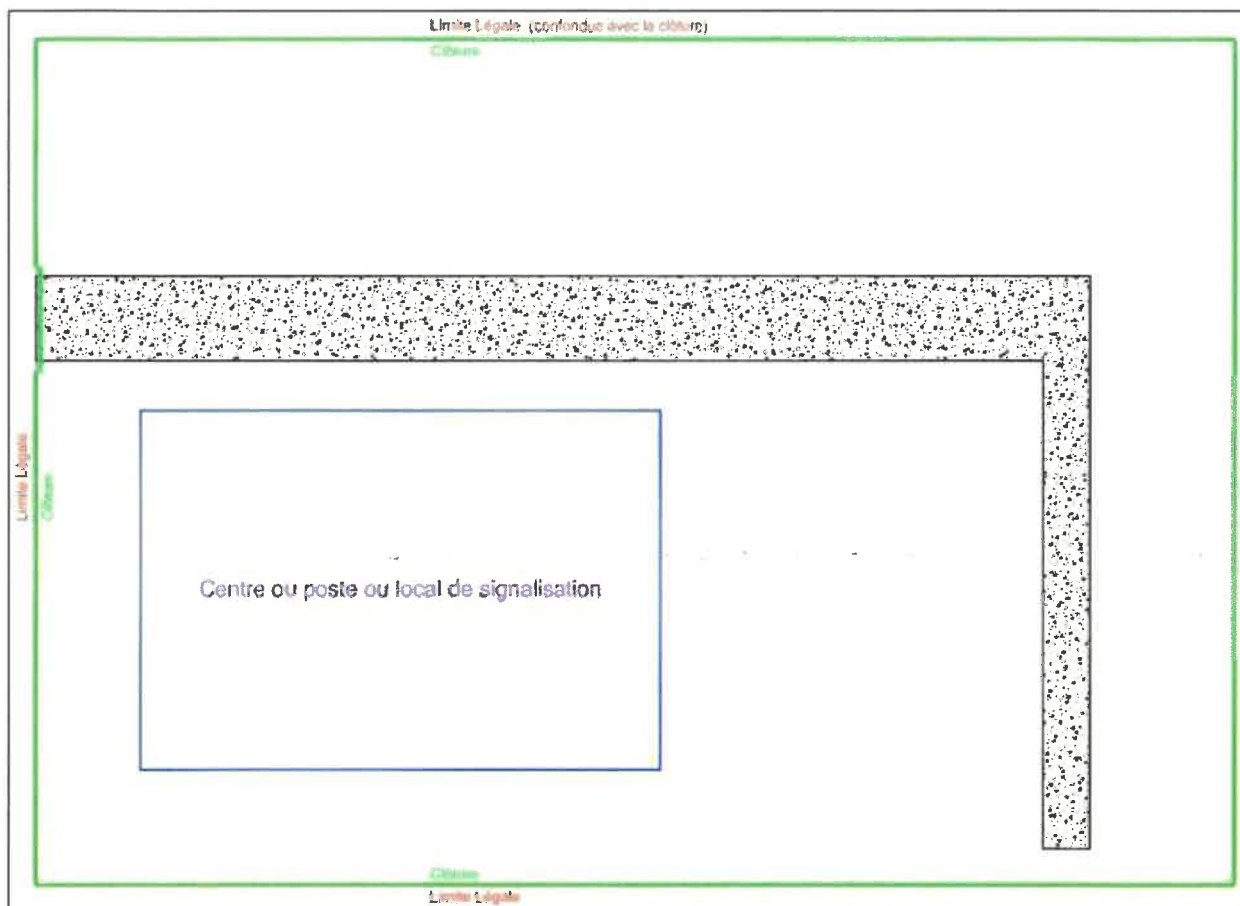 Limite Légale (confondue avec la clôture)
Clôture
Limite Légale
Clôture
Centre ou poste ou local de signalisation
Clôture
Limite Légale